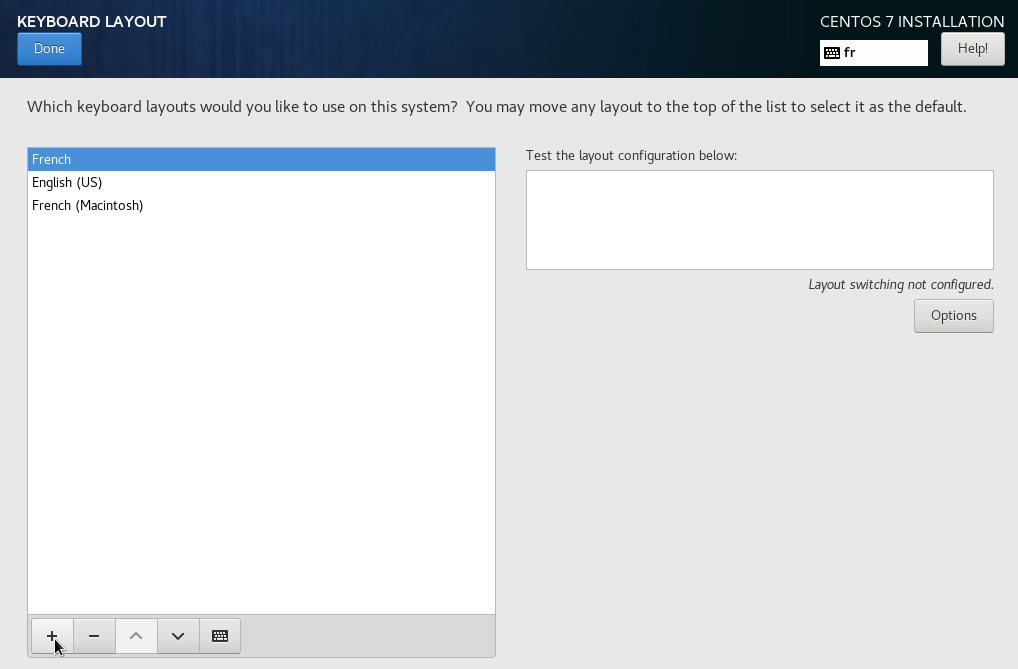 KEYBOARD LAYOUT
CENTOS 7 INSTALLATION
Done
fr
Help!
Which keyboard layouts would you like to use on this system?  You may move any layout to the top of the list to select it as the default.
French
English (US)
French (Macintosh)
Test the layout configuration below:
Layout switching not configured.
Options